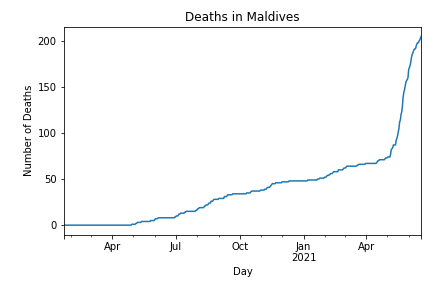 Deaths in Maldives
Number of Deaths
200
150
100
50
0
Apr
Jul
Oct
Jan
2021
Apr
Day